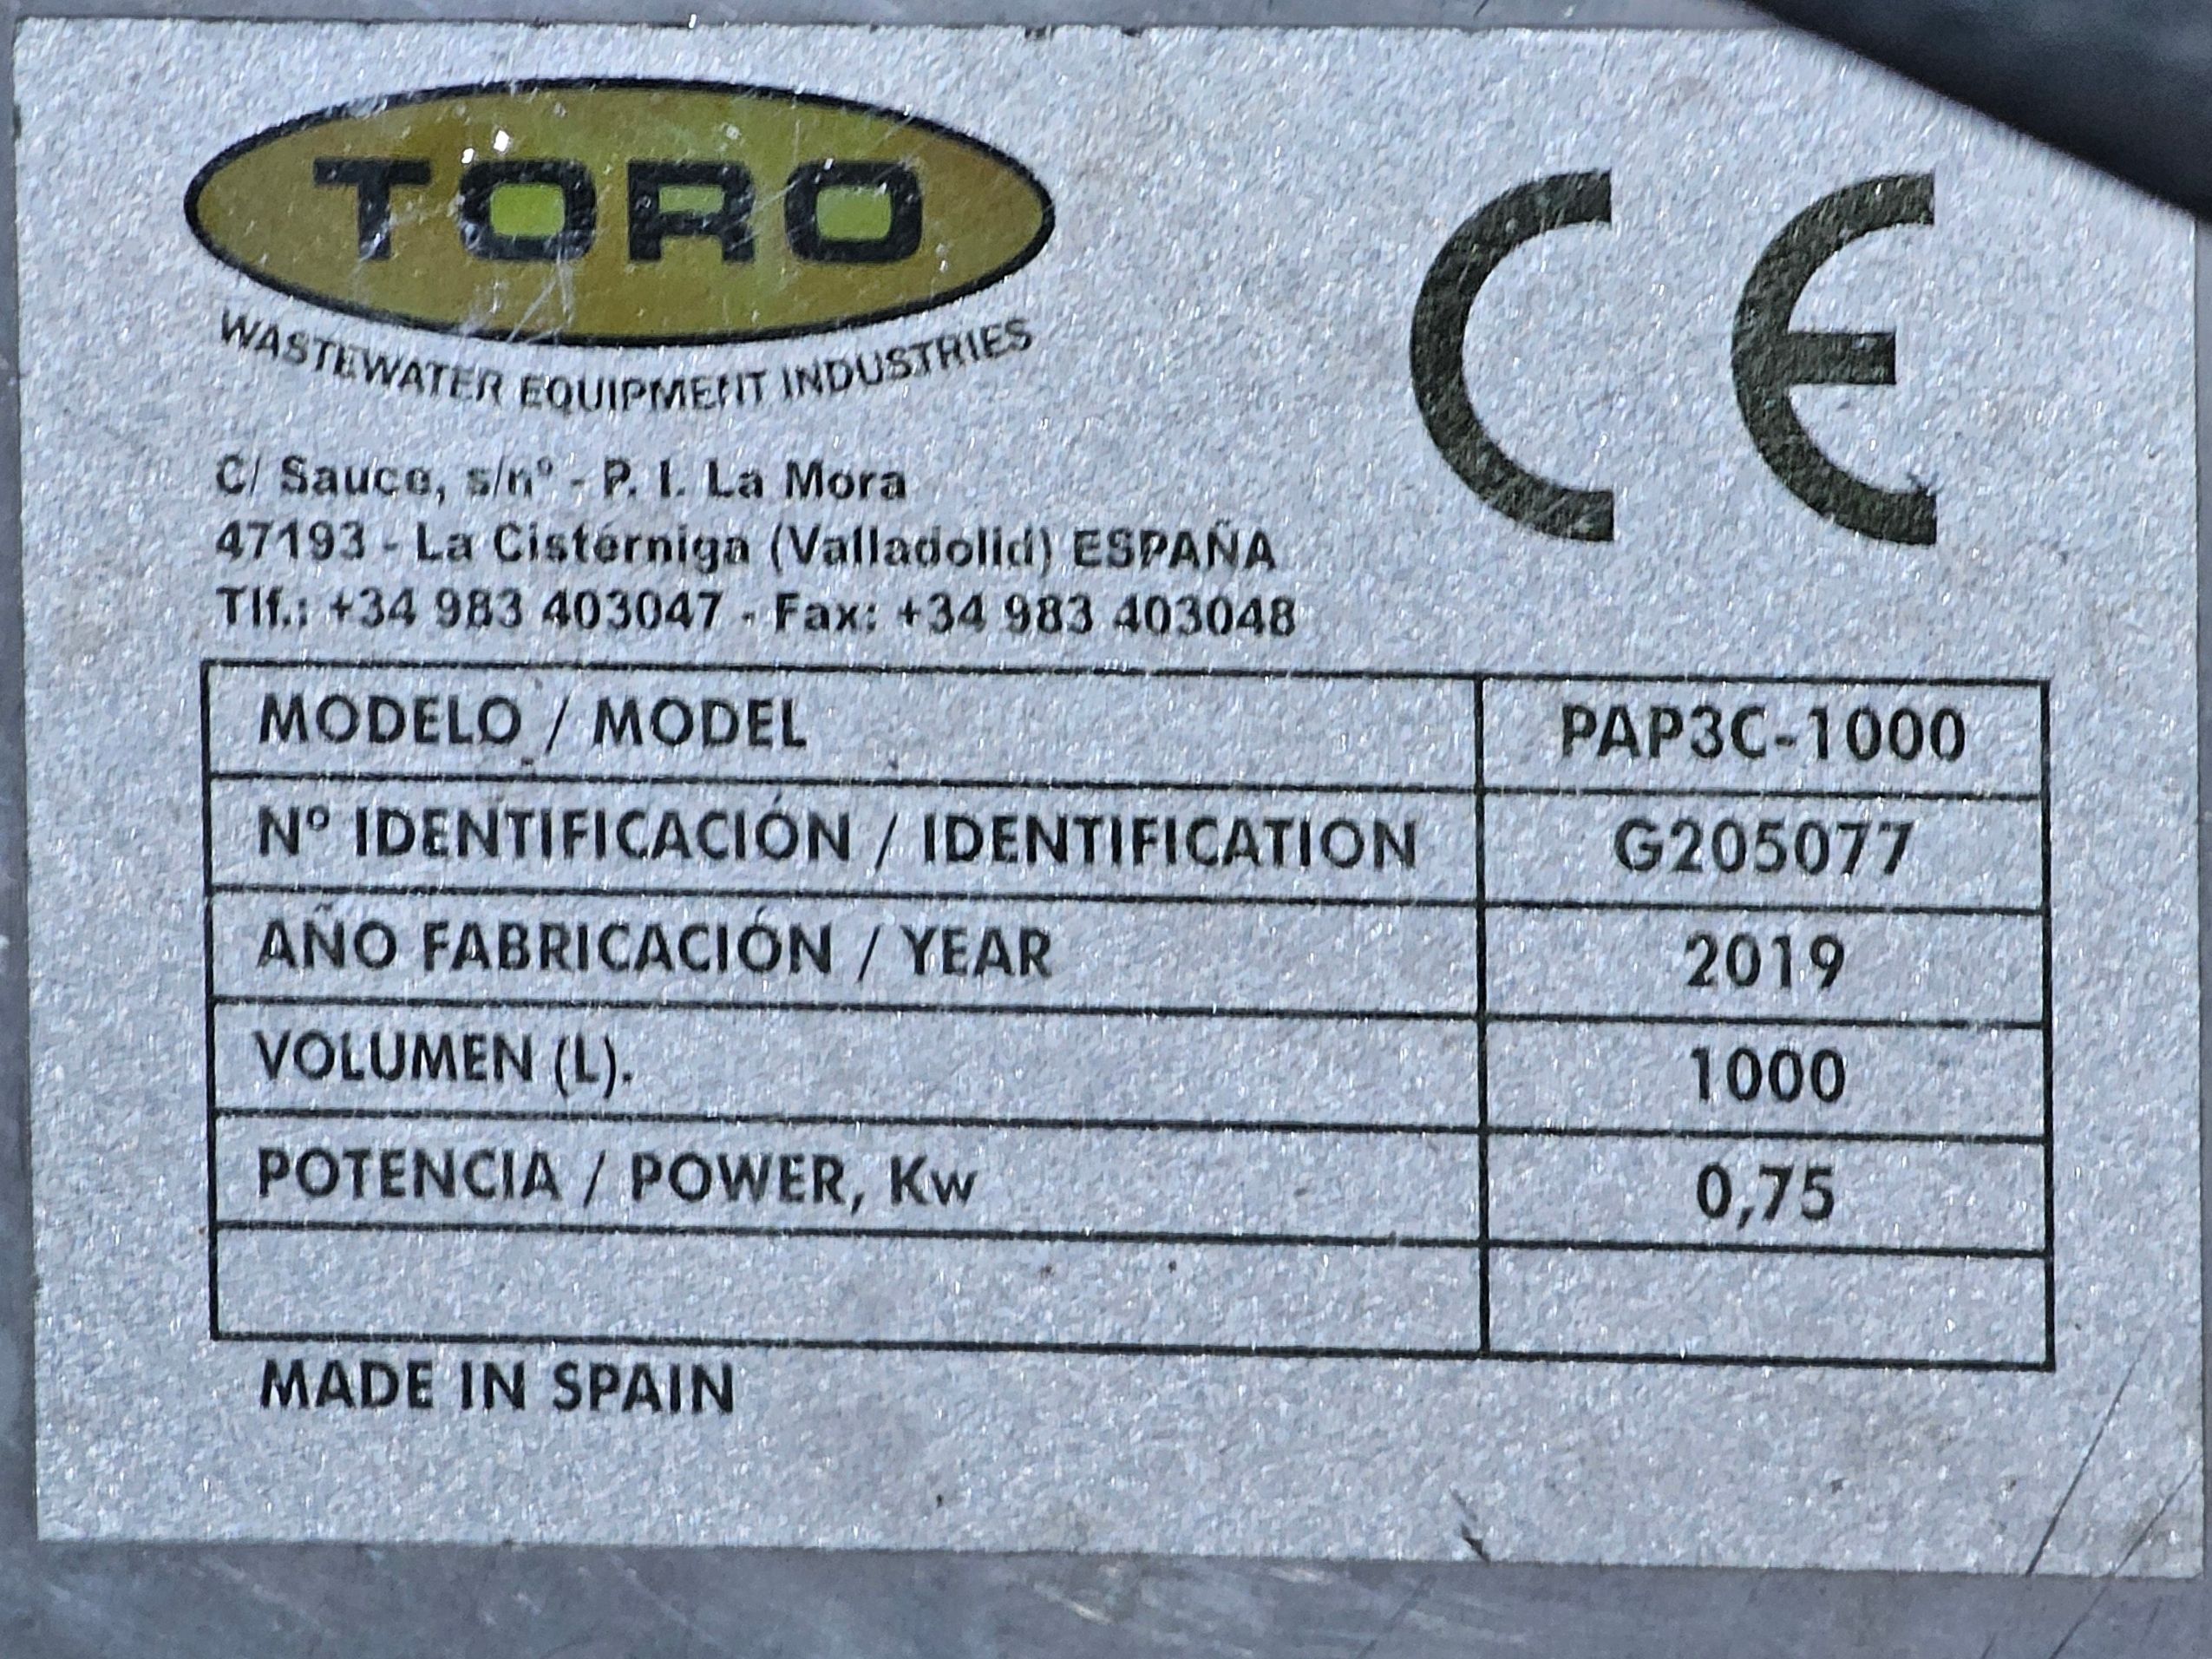 TORO
WASTEWATER EQUIPMENT INDUSTRIES
CE
C/ Sauce, s/nº - P. I. La Mora
47193 - La Cistérniga (Valladolid) ESPAÑA
Tlf.: +34 983 403047 - Fax: +34 983 403048
MODELO / MODEL PAP3C-1000
Nº IDENTIFICACIÓN / IDENTIFICATION G205077
AÑO FABRICACIÓN / YEAR 2019
VOLUMEN (L). 1000
POTENCIA / POWER, Kw 0,75
MADE IN SPAIN